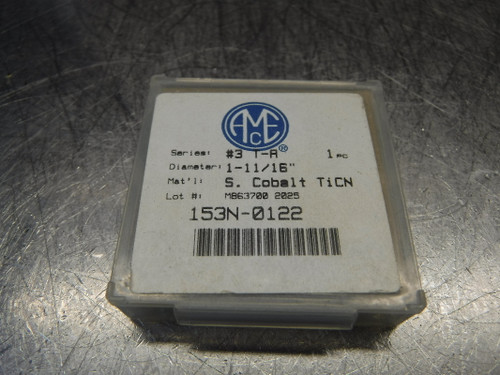 AMEC®
Series: #3 T-A 1 PC
Diameter: 1-11/16"
Mat'l: S. Cobalt TiCN
Lot #: M863700 2025
153N-0122